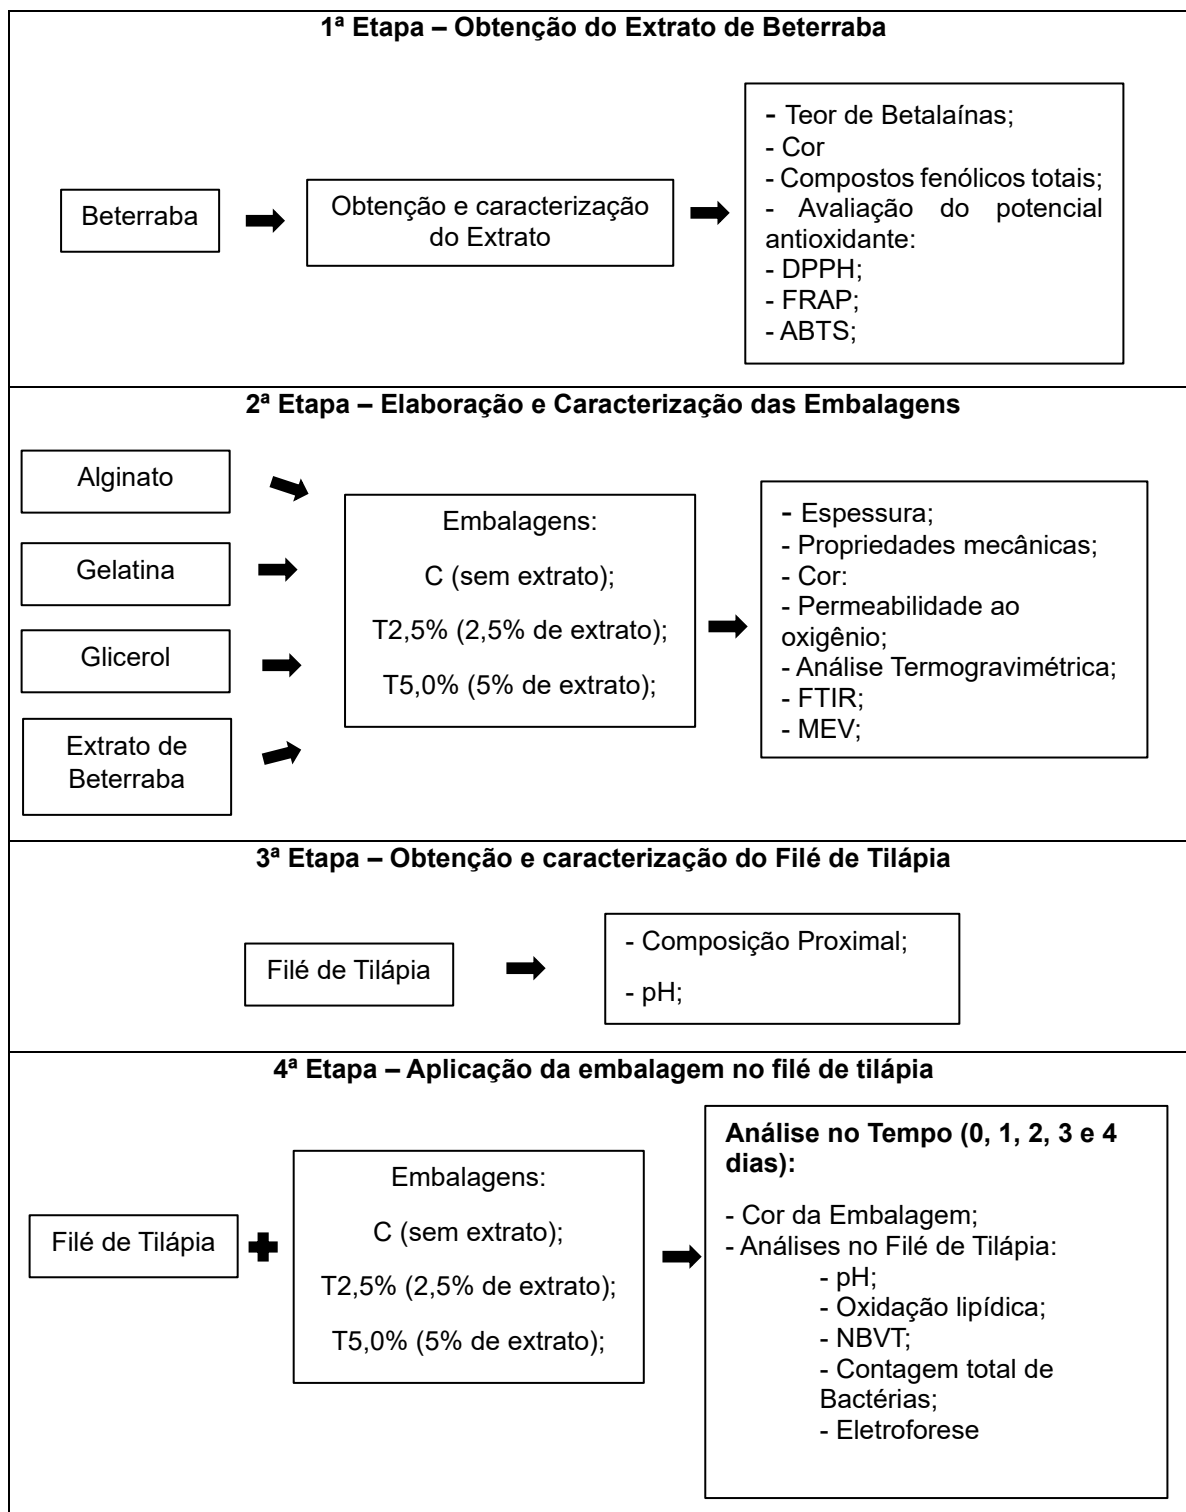 1ª Etapa – Obtenção do Extrato de Beterraba
Beterraba
Obtenção e caracterização
do Extrato
- Teor de Betalaínas;
- Cor
- Compostos fenólicos totais;
- Avaliação do potencial
antioxidante:
- DPPH;
- FRAP;
- ABTS;
2ª Etapa – Elaboração e Caracterização das Embalagens
Alginato
Gelatina
Glicerol
Extrato de
Beterraba
Embalagens:
C (sem extrato);
T2,5% (2,5% de extrato);
T5,0% (5% de extrato);
- Espessura;
- Propriedades mecânicas;
- Cor:
- Permeabilidade ao
oxigênio;
- Análise Termogravimétrica;
- FTIR;
- MEV;
3ª Etapa – Obtenção e caracterização do Filé de Tilápia
Filé de Tilápia
- Composição Proximal;
- pH;
4ª Etapa – Aplicação da embalagem no filé de tilápia
Filé de Tilápia
Embalagens:
C (sem extrato);
T2,5% (2,5% de extrato);
T5,0% (5% de extrato);
Análise no Tempo (0, 1, 2, 3 e 4
dias):
- Cor da Embalagem;
- Análises no Filé de Tilápia:
- pH;
- Oxidação lipídica;
- NBVT;
- Contagem total de
Bactérias;
- Eletroforese